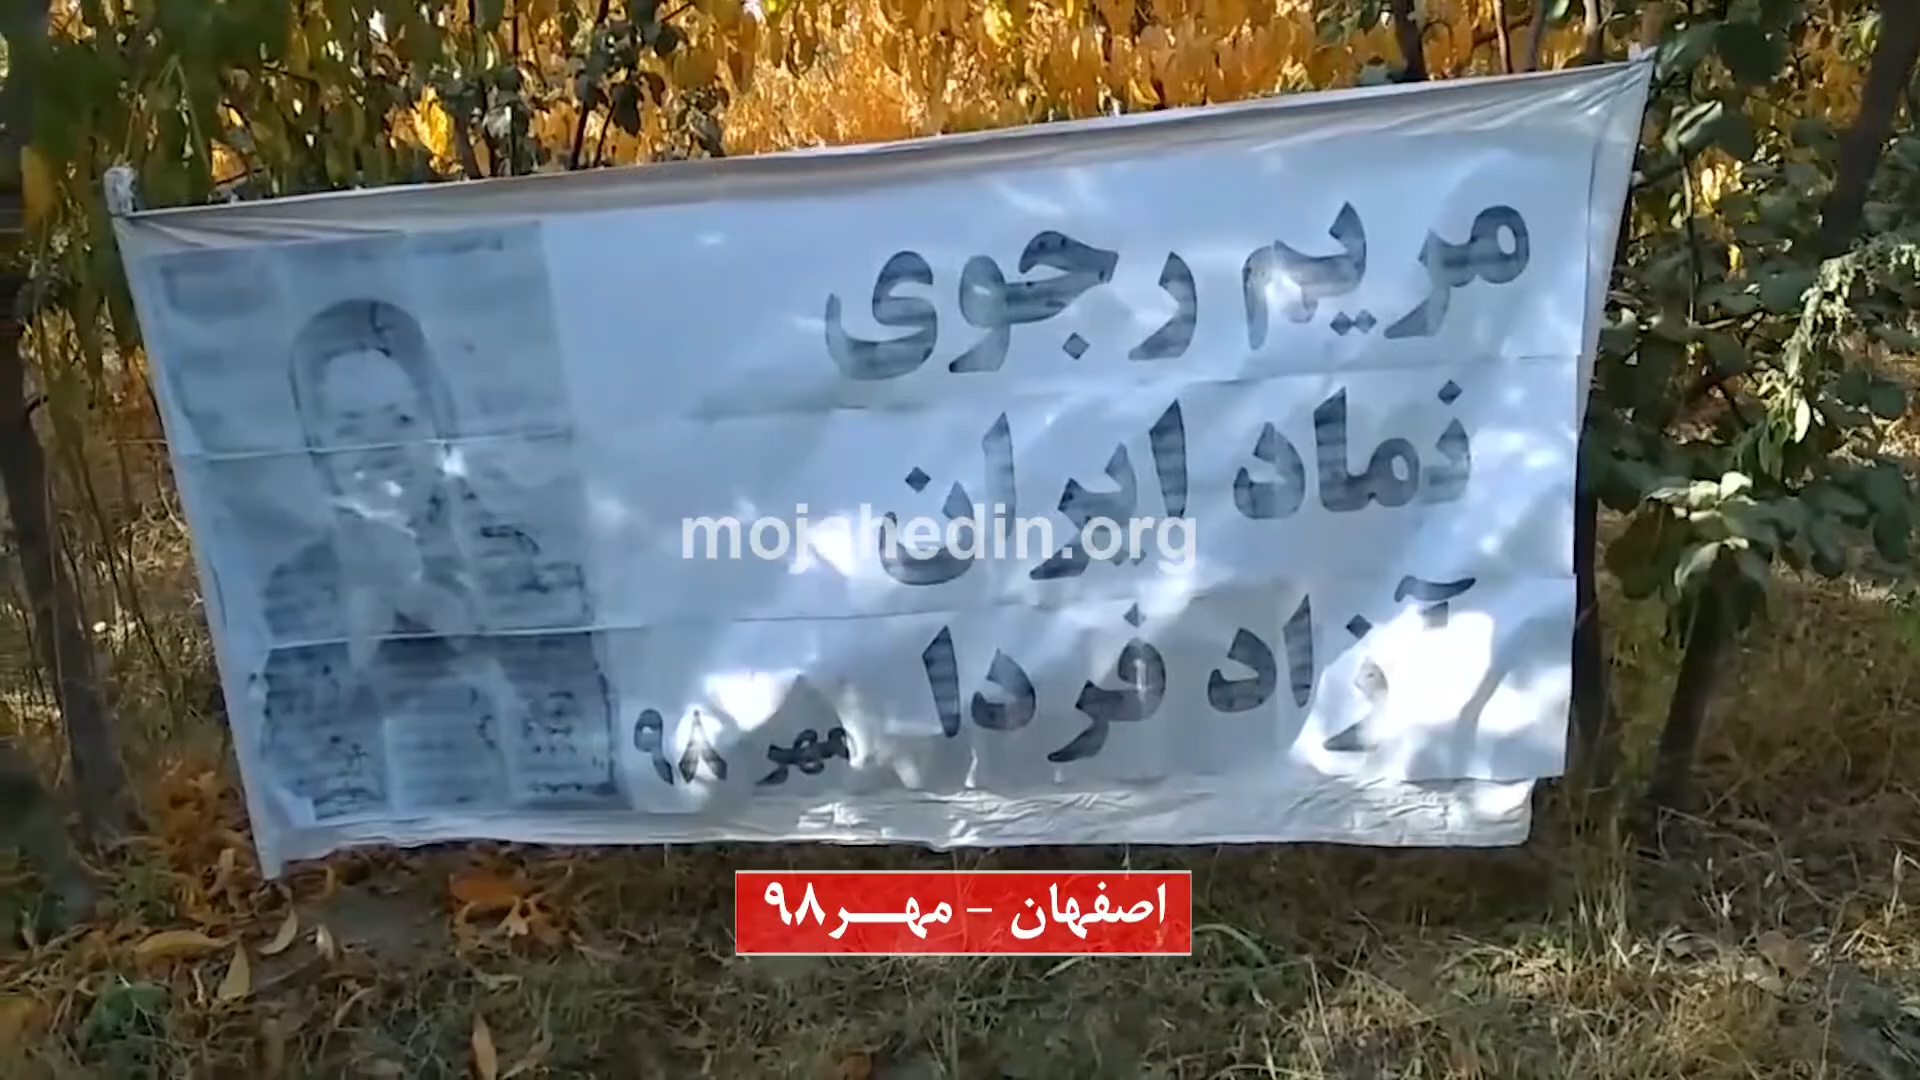 مریم رجوی
نماد ایران
آزاد فردا
مهر ۹۸
mojahedin.org
اصفهان - مهر۹۸